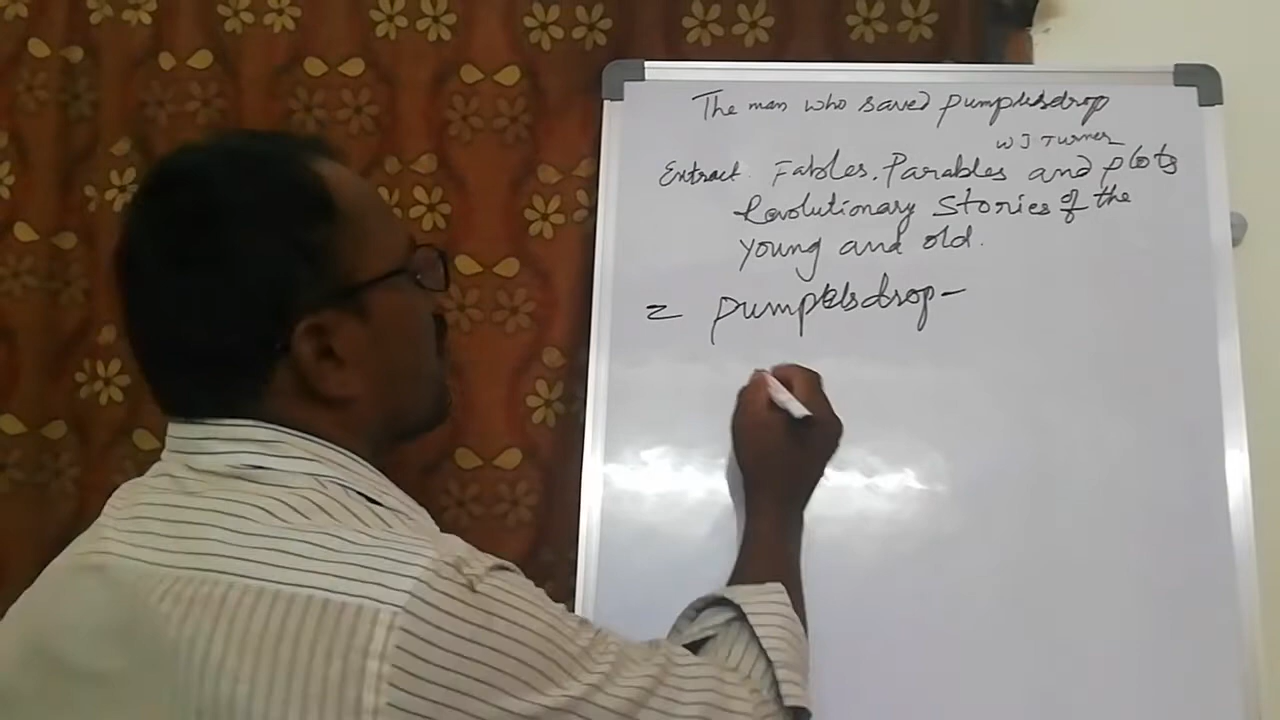 The man who saved pumpelsdrop
W J Turner
Extract. Fables, Parables and plots
Revolutionary Stories of the
young and old.
= pumpelsdrop-